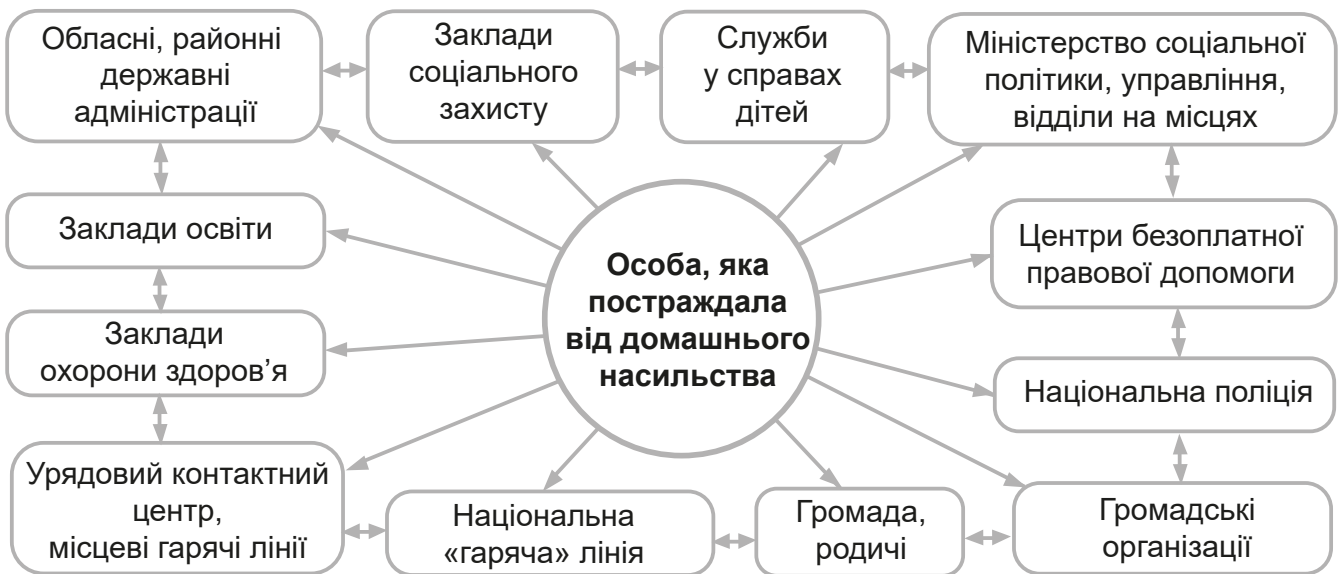 Обласні, районні
державні
адміністрації
Заклади
соціального
захисту
Служби
у справах
дітей
Міністерство соціальної
політики, управління,
відділи на місцях
Заклади освіти
Центри безоплатної
правової допомоги
Особа, яка
постраждала
від домашнього
насильства
Заклади
охорони здоров’я
Національна поліція
Урядовий контактний
центр,
місцеві гарячі лінії
Національна
«гаряча» лінія
Громада,
родичі
Громадські
організації